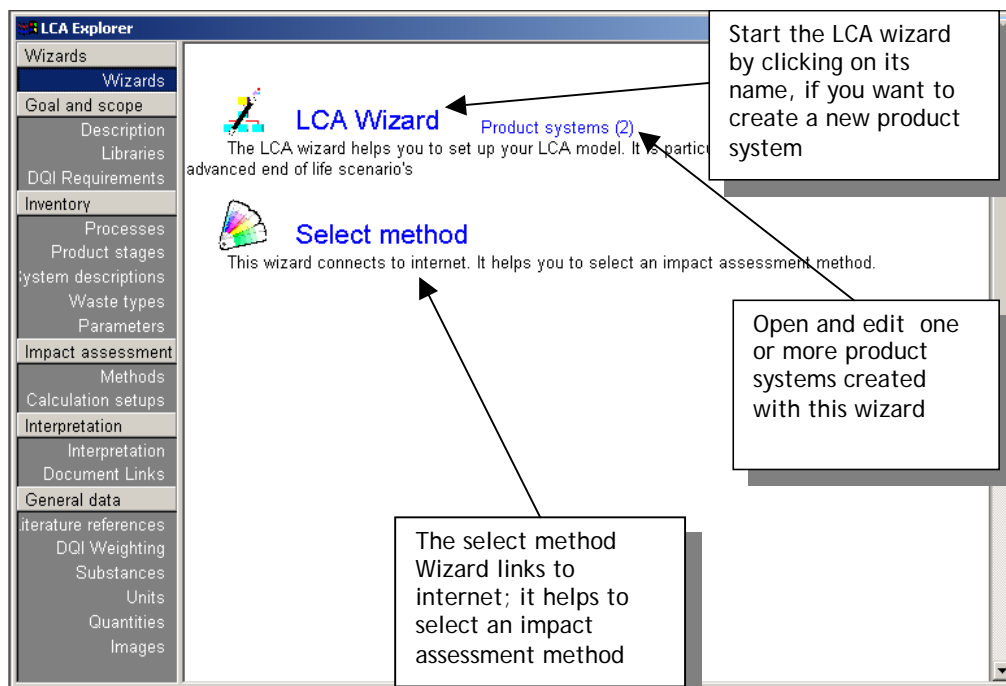 LCA Explorer
Wizards
Wizards
Goal and scope
Description
Libraries
DQI Requirements
Inventory
Processes
Product stages
ystem descriptions
Waste types
Parameters
Impact assessment
Methods
Calculation setups
Interpretation
Interpretation
Document Links
General data
iterature references
DQI Weighting
Substances
Units
Quantities
Images
LCA Wizard
Product systems (2)
The LCA wizard helps you to set up your LCA model. It is particu
advanced end of life scenario's
Select method
This wizard connects to internet. It helps you to select an impact assessment method.
Start the LCA wizard
by clicking on its
name, if you want to
create a new product
system
Open and edit one
or more product
systems created
with this wizard
The select method
Wizard links to
internet; it helps to
select an impact
assessment method